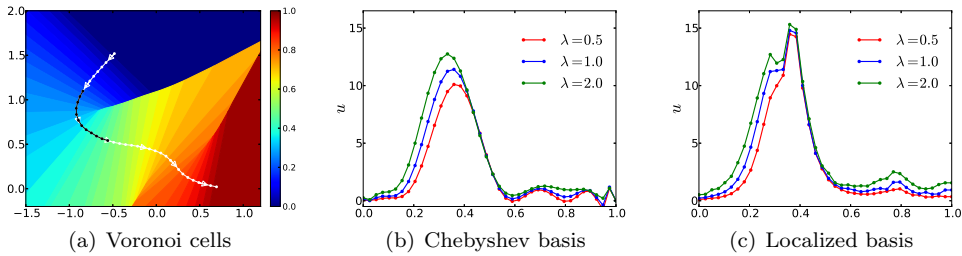 2.0
1.5
1.0
0.5
0.0
−1.5 −1.0 −0.5 0.0 0.5 1.0
1.0
0.8
0.6
0.4
0.2
0.0
(a) Voronoi cells
u
15
10
5
0
0.0 0.2 0.4 0.6 0.8 1.0
λ=0.5
λ=1.0
λ=2.0
(b) Chebyshev basis
u
15
10
5
0
0.0 0.2 0.4 0.6 0.8 1.0
λ=0.5
λ=1.0
λ=2.0
(c) Localized basis